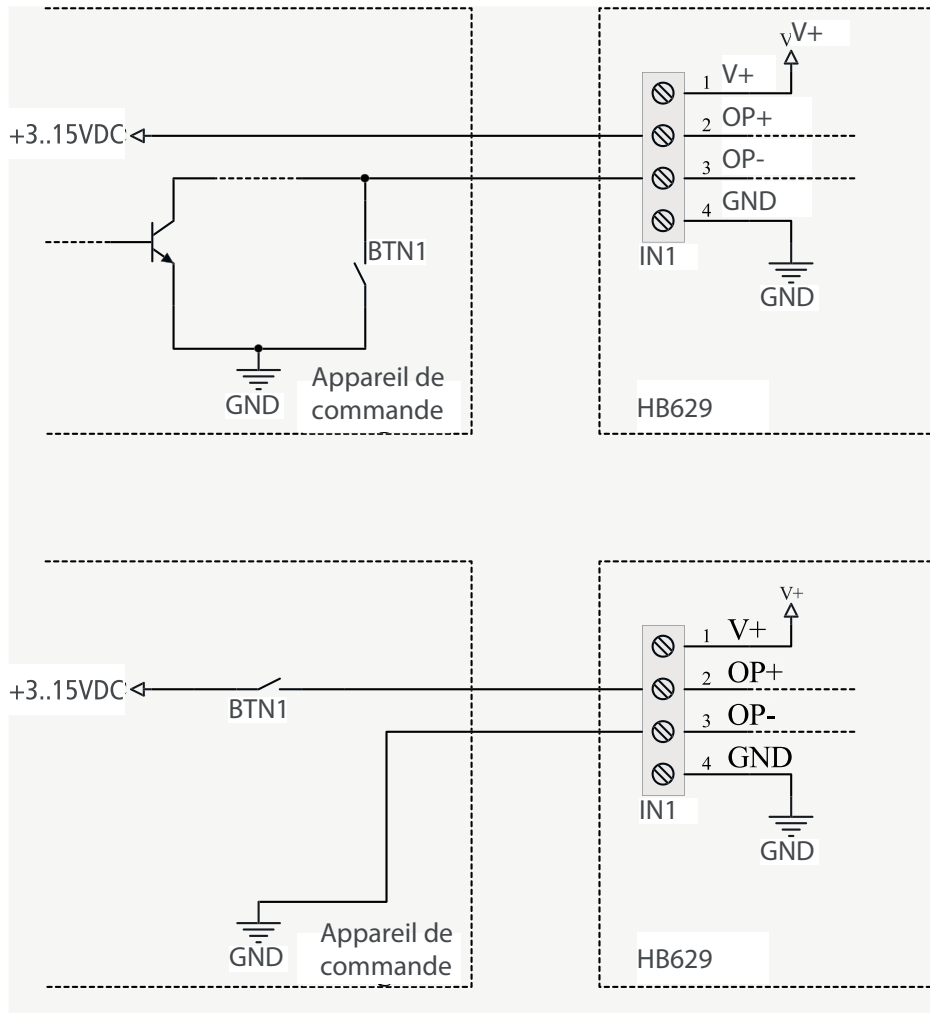 V V+
1 V+
+3..15VDC
2 OP+
3 OP-
4 GND
BTN1
IN1
GND
GND
Appareil de
commande
HB629
V+
1 V+
+3..15VDC
2 OP+
BTN1
3 OP-
4 GND
IN1
GND
GND
Appareil de
commande
HB629